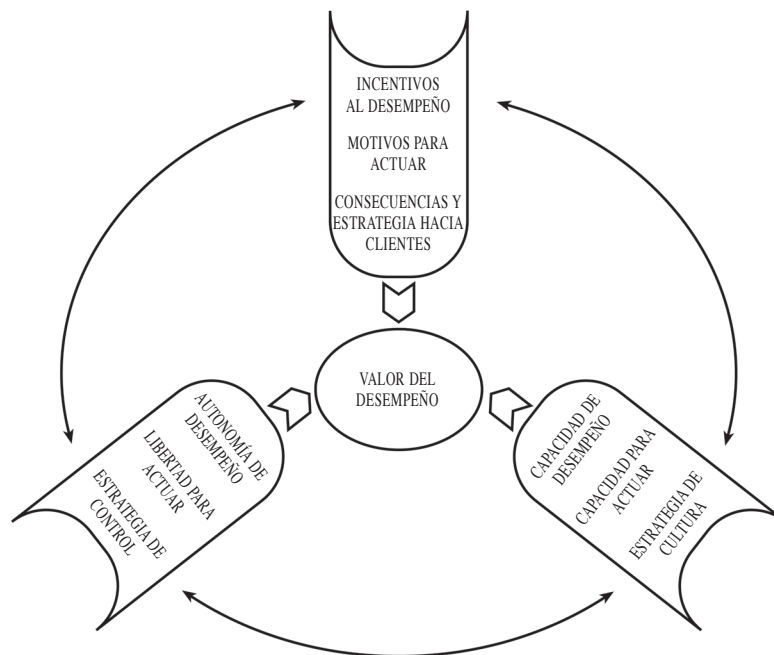 INCENTIVOS
AL DESEMPEÑO
MOTIVOS PARA
ACTUAR
CONSECUENCIAS Y
ESTRATEGIA HACIA
CLIENTES
VALOR DEL
DESEMPEÑO
AUTONOMÍA DE
DESEMPEÑO
LIBERTAD PARA
ACTUAR
ESTRATEGIA DE
CONTROL
CAPACIDAD DE
DESEMPEÑO
CAPACIDAD PARA
ACTUAR
ESTRATEGIA DE
CULTURA